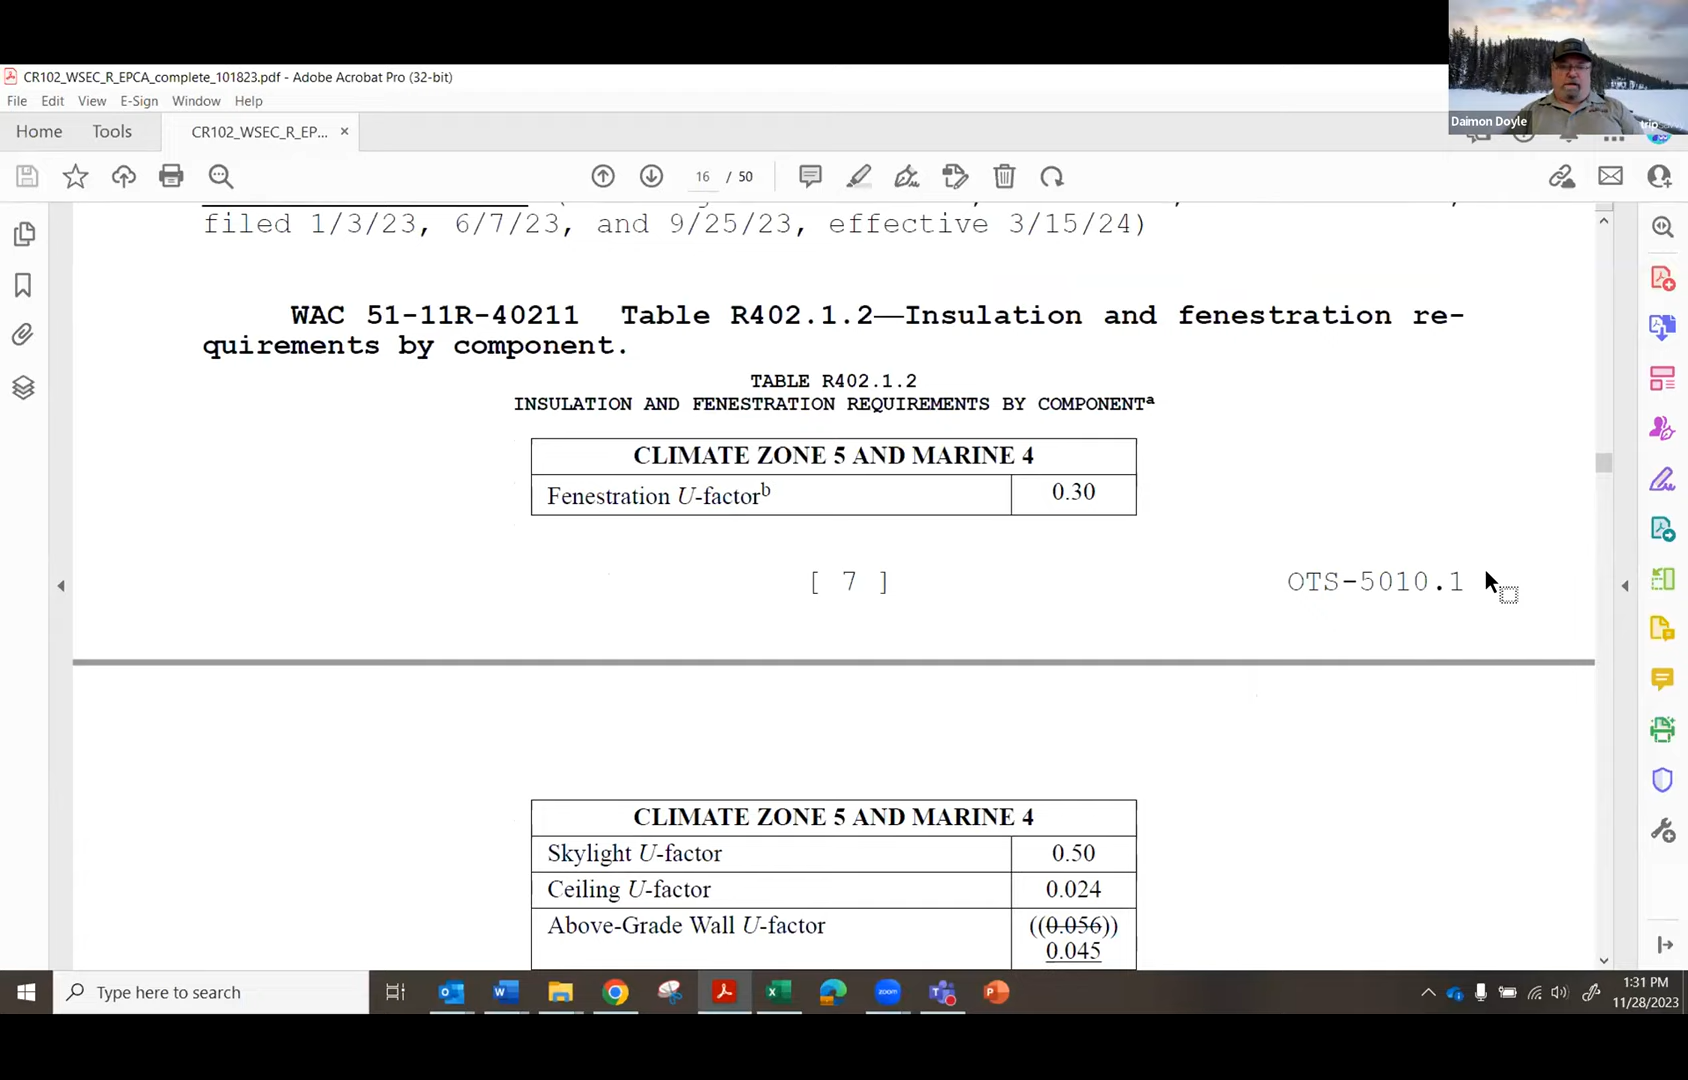 CR102_WSEC_R_EPCA_complete_101823.pdf - Adobe Acrobat Pro (32-bit)
File Edit View E-Sign Window Help
Daimon Doyle
Home Tools CR102_WSEC_R_EP... ×
16 / 50
filed 1/3/23, 6/7/23, and 9/25/23, effective 3/15/24)
WAC 51-11R-40211 Table R402.1.2—Insulation and fenestration re-
quirements by component.
TABLE R402.1.2
INSULATION AND FENESTRATION REQUIREMENTS BY COMPONENTa
CLIMATE ZONE 5 AND MARINE 4
Fenestration U-factorb 0.30
[ 7 ] OTS-5010.1
CLIMATE ZONE 5 AND MARINE 4
Skylight U-factor 0.50
Ceiling U-factor 0.024
Above-Grade Wall U-factor ((0.056))
0.045
Type here to search
zoom
1:31 PM
11/28/2023